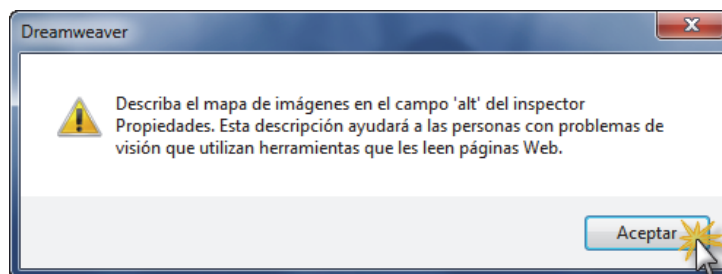 Dreamweaver
Describa el mapa de imágenes en el campo 'alt' del inspector
Propiedades. Esta descripción ayudará a las personas con problemas de
visión que utilizan herramientas que les leen páginas Web.
Aceptar